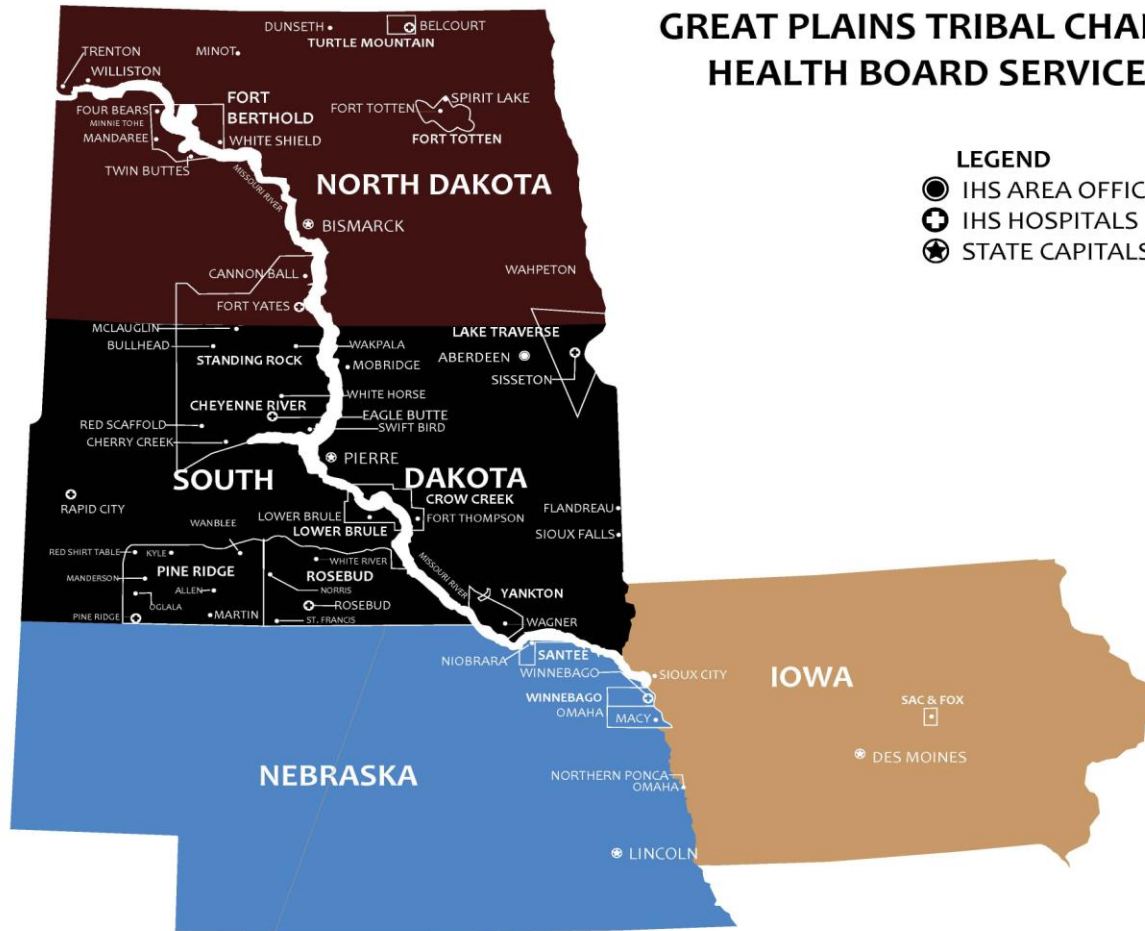 GREAT PLAINS TRIBAL CHAI
HEALTH BOARD SERVICE
LEGEND
IHS AREA OFFIC
IHS HOSPITALS
STATE CAPITALS
DUNSETH
BELCOURT
TURTLE MOUNTAIN
TRENTON
MINOT
WILLISTON
FORT
BERTHOLD
FOUR BEARS
MINNIE TOHE
MANDAREE
WHITE SHIELD
TWIN BUTTES
SPIRIT LAKE
FORT TOTTEN
FORT TOTTEN
MISSOURI RIVER
NORTH DAKOTA
BISMARCK
CANNON BALL
WAHPETON
FORT YATES
MCLAUGLIN
BULLHEAD
STANDING ROCK
WAKPALA
MOBRIDGE
LAKE TRAVERSE
ABERDEEN
SISSETON
WHITE HORSE
CHEYENNE RIVER
EAGLE BUTTE
SWIFT BIRD
RED SCAFFOLD
CHERRY CREEK
PIERRE
SOUTH DAKOTA
CROW CREEK
RAPID CITY
LOWER BRULE
FORT THOMPSON
LOWER BRULE
FLANDREAU
SIOUX FALLS
WANBLEE
RED SHIRT TABLE
KYLE
PINE RIDGE
MANDERSON
ALLEN
OGLALA
PINE RIDGE
MARTIN
WHITE RIVER
ROSEBUD
NORRIS
ROSEBUD
ST. FRANCIS
MISSOURI RIVER
YANKTON
WAGNER
NIOBRARA
SANTEE
WINNEBAGO
SIOUX CITY
WINNEBAGO
OMAHA
MACY
IOWA
SAC & FOX
DES MOINES
NEBRASKA
NORTHERN PONCA
OMAHA
LINCOLN